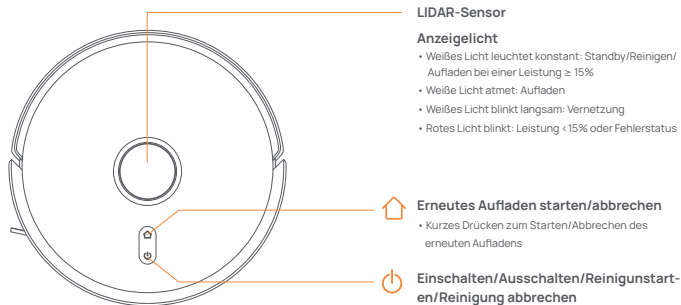 LIDAR-Sensor
Anzeigelicht
• Weißes Licht leuchtet konstant: Standby/Reinigen/
Aufladen bei einer Leistung ≥ 15%
• Weiße Licht atmet: Aufladen
• Weißes Licht blinkt langsam: Vernetzung
• Rotes Licht blinkt: Leistung <15% oder Fehlerstatus
Erneutes Aufladen starten/abbrechen
• Kurzes Drücken zum Starten/Abbrechen des
erneuten Aufladens
Einschalten/Ausschalten/Reinigunstart-
en/Reinigung abbrechen